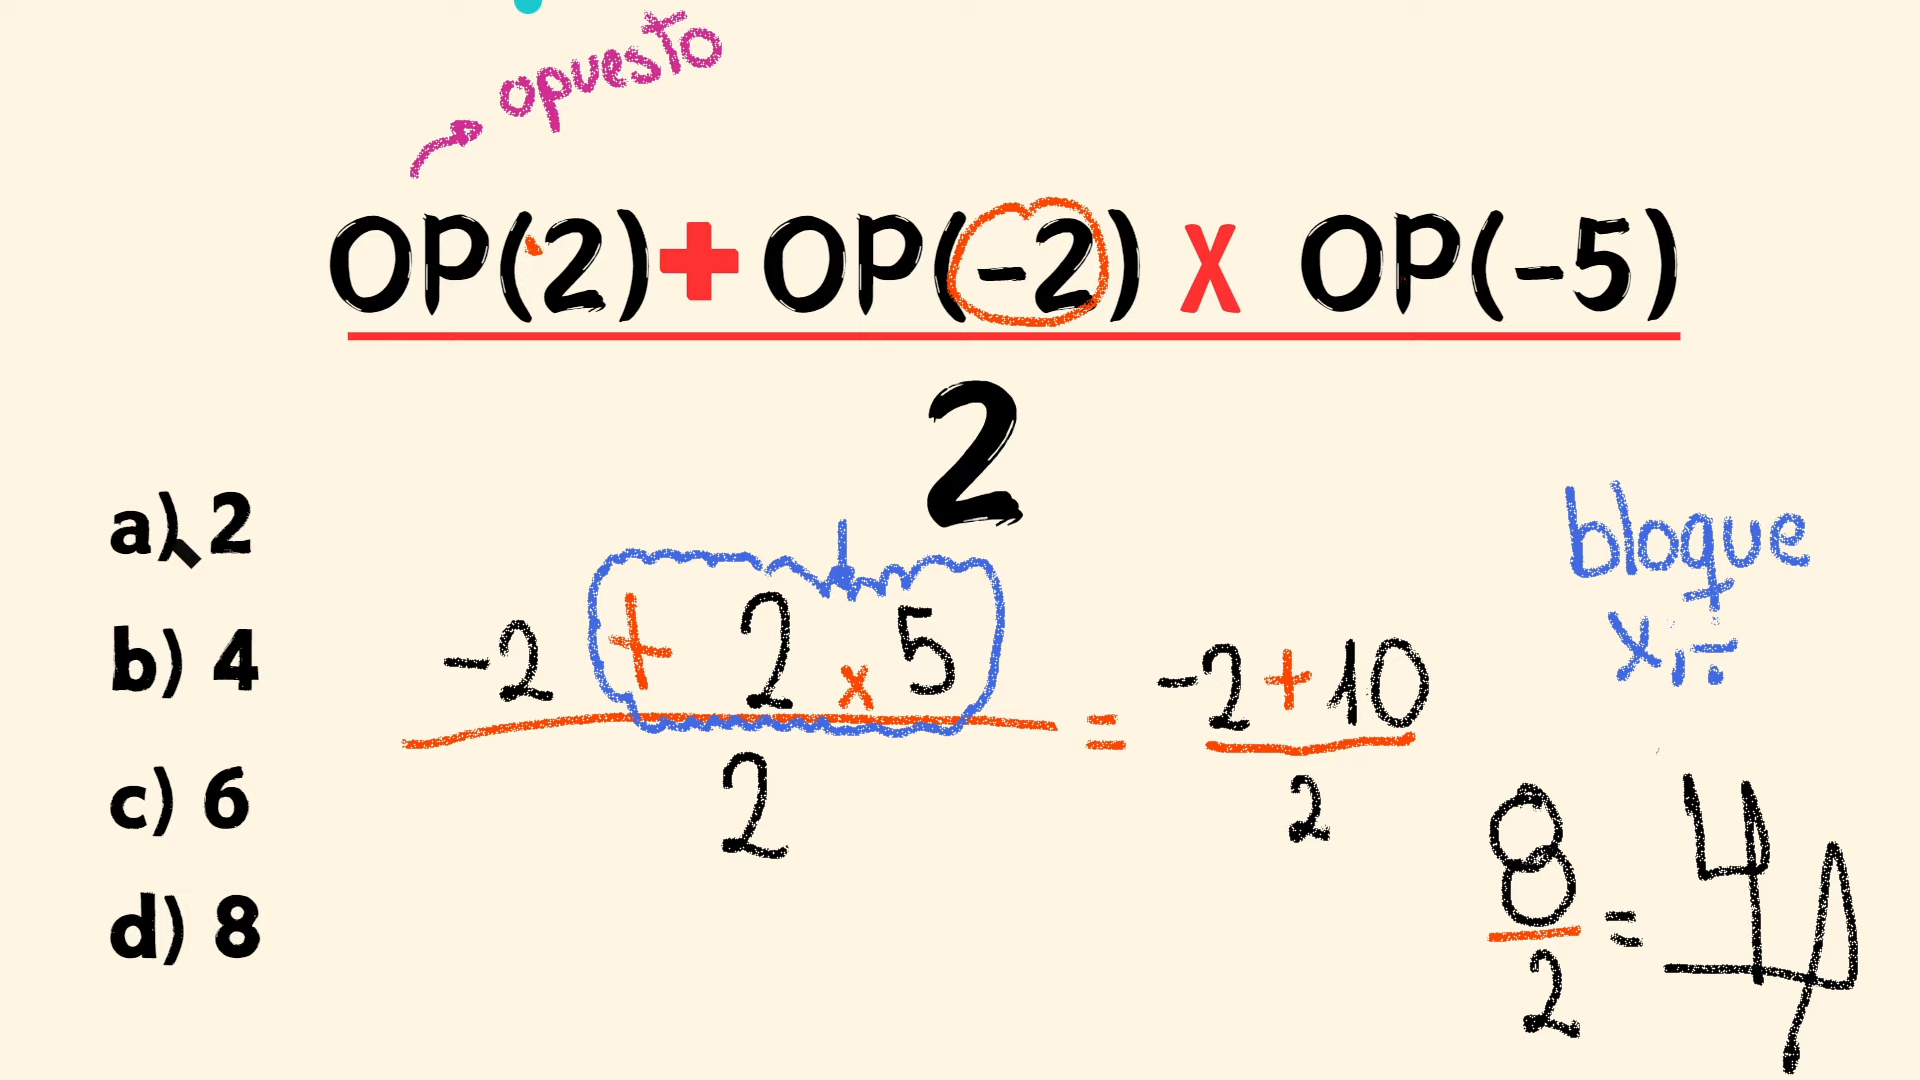 opuesto
OP(2)+OP(-2) x OP(-5)
2
a) 2
b) 4
c) 6
d) 8
-2 + 2 x 5
2
= -2+10
2
bloque
x, ÷
8
2
= 4